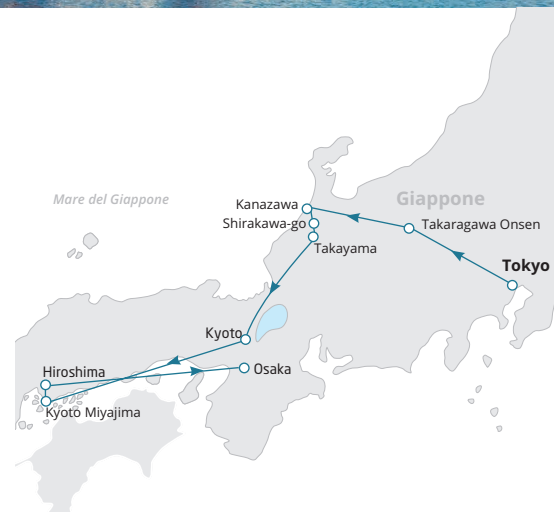 Mare del Giappone
Giappone
Kanazawa
Shirakawa-go
Takaragawa Onsen
Takayama
Tokyo
Kyoto
Hiroshima
Osaka
Kyoto Miyajima